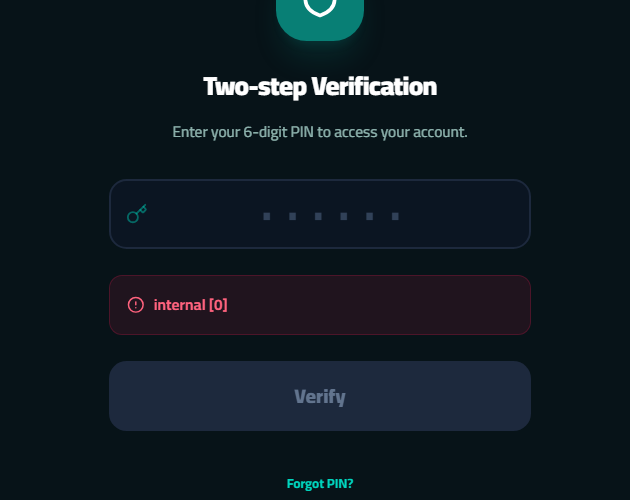 Two-step Verification
Enter your 6-digit PIN to access your account.
internal [0]
Verify
Forgot PIN?